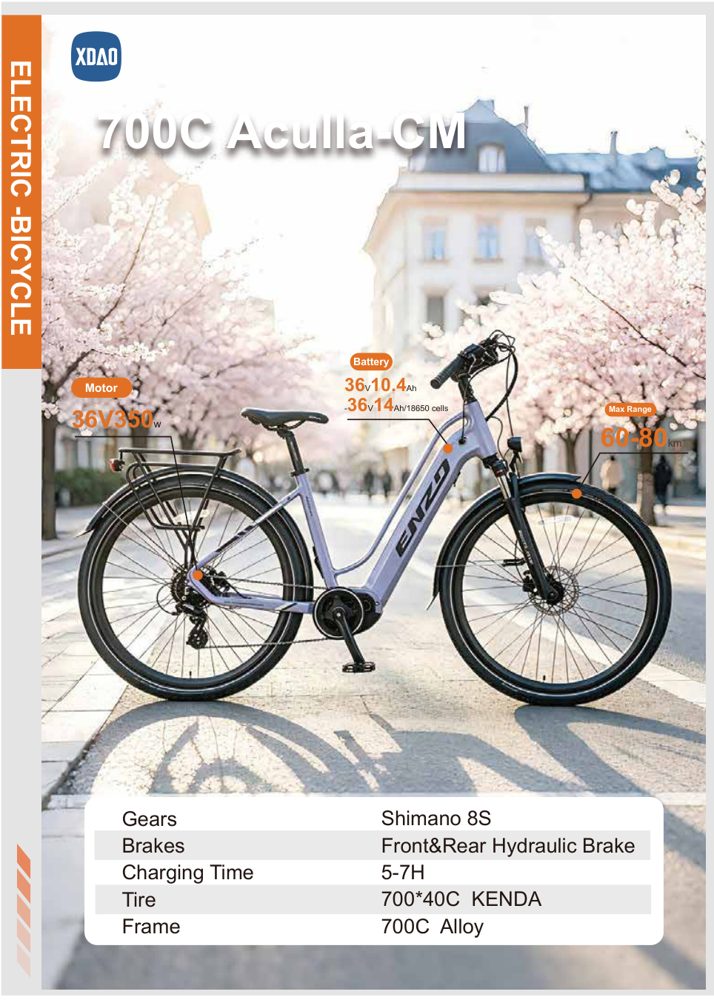 ELECTRIC -BICYCLE
XDAO
700C Aculla-CM
Battery
36V10.4Ah
-36V14Ah/18650 cells
Motor
36V350w
Max Range
60-80km
ENZO
Gears Shimano 8S
Brakes Front&Rear Hydraulic Brake
Charging Time 5-7H
Tire 700*40C KENDA
Frame 700C Alloy